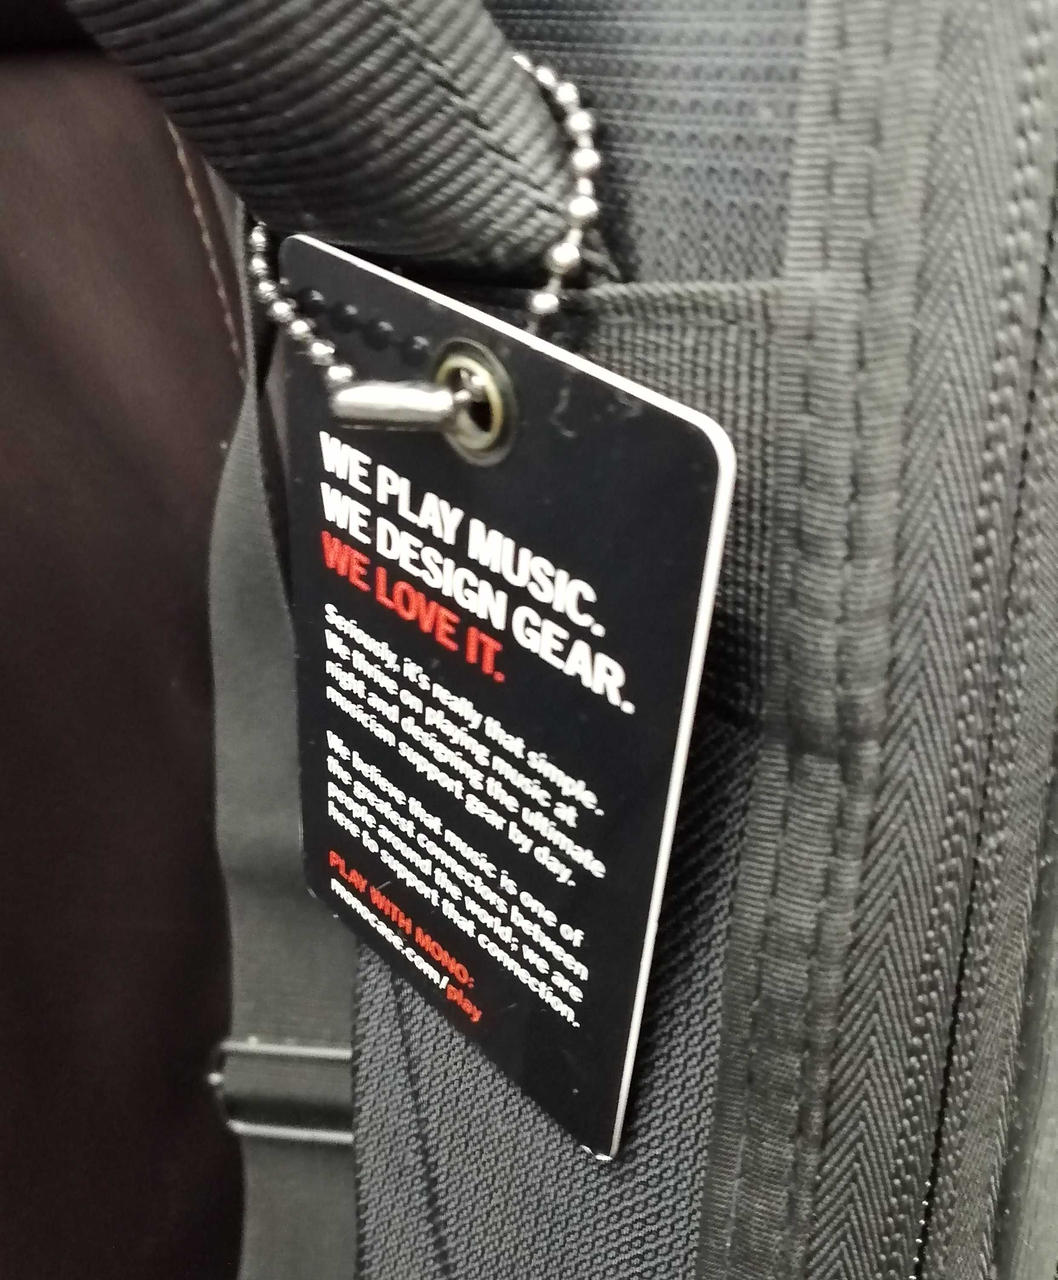 WE PLAY MUSIC.
WE DESIGN GEAR.
WE LOVE IT.
Seriously, it's really that simple.
We thrive on playing music at
night and designing the ultimate
musician support gear by day.
We believe that music is one of
the greatest connectors between
people around the world; we are
here to support that connection.
PLAY WITH MONO:
monocase.com/play